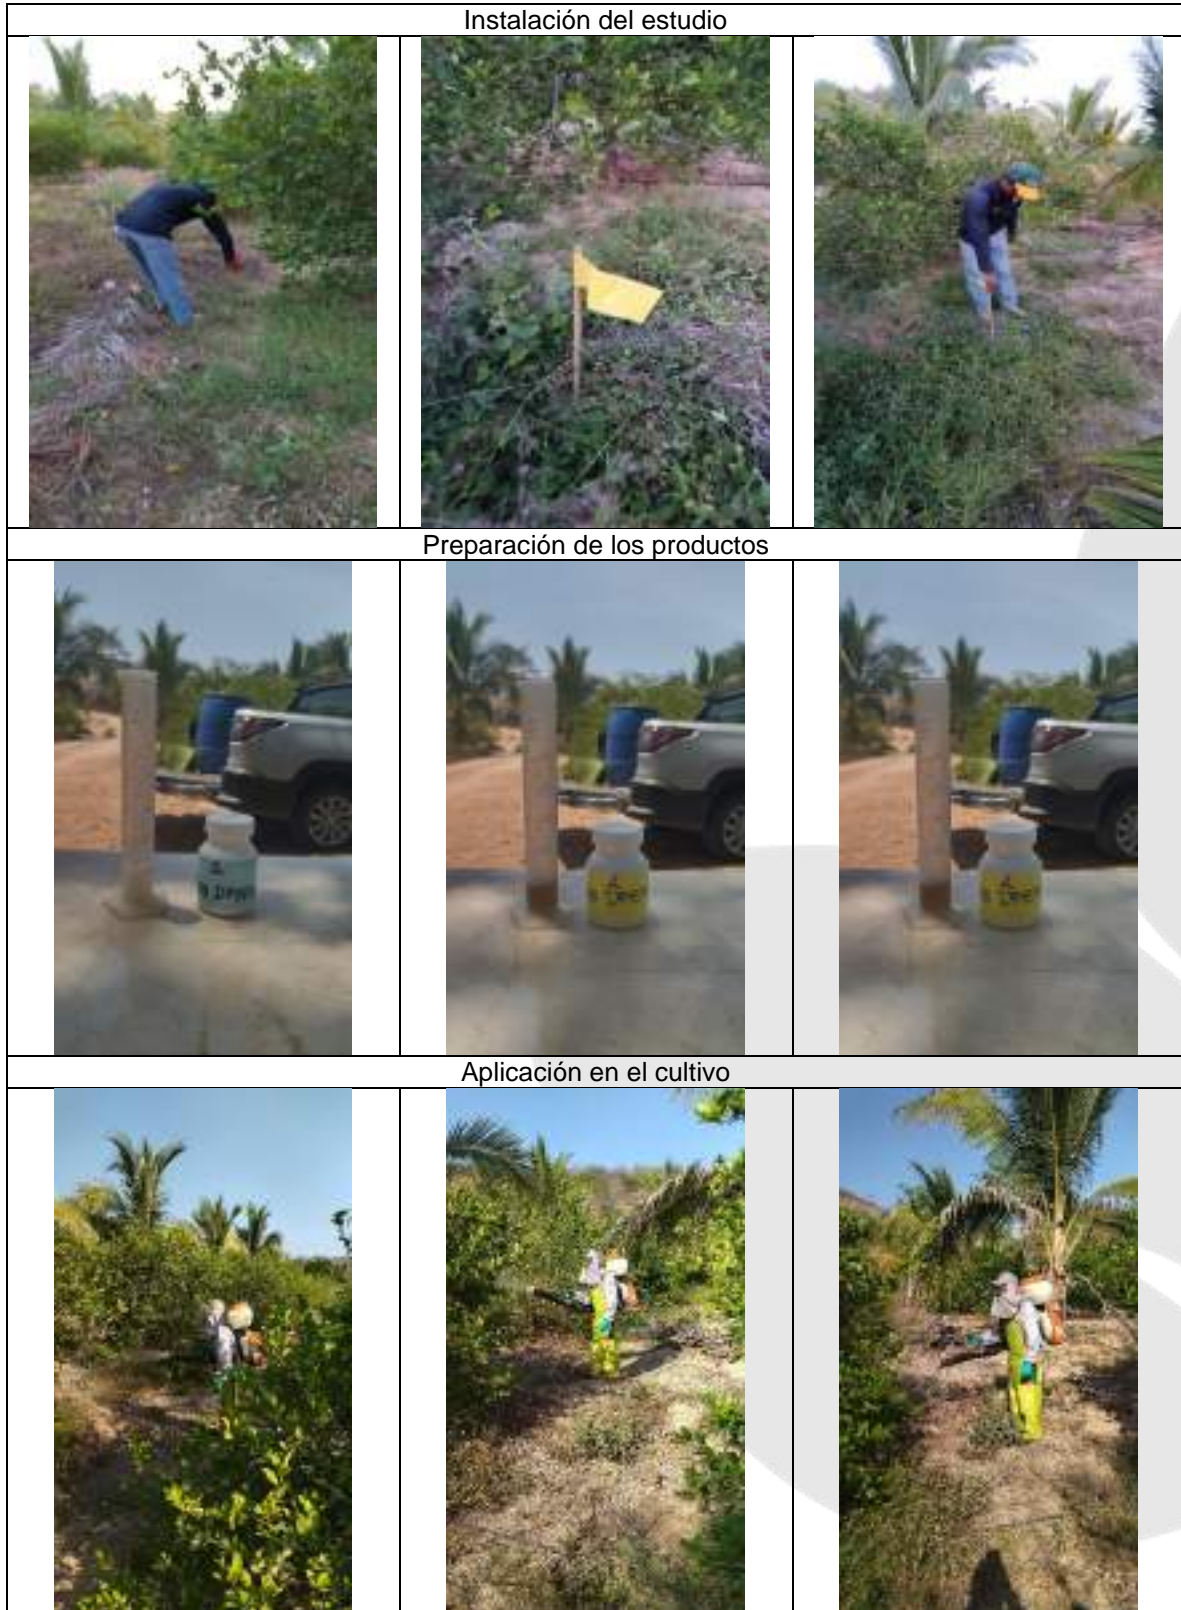 Instalación del estudio
Preparación de los productos
Aplicación en el cultivo